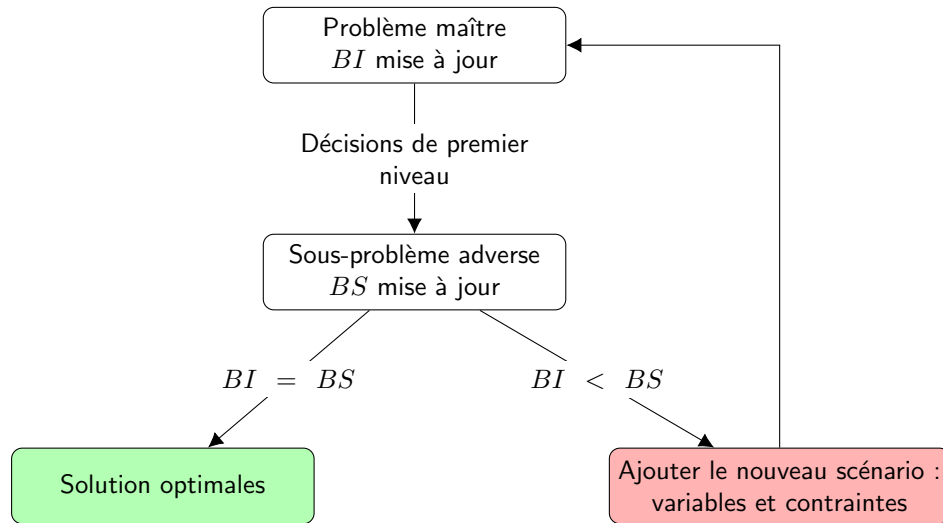 Problème maître
BI mise à jour
Décisions de premier
niveau
Sous-problème adverse
BS mise à jour
BI = BS
BI < BS
Solution optimales
Ajouter le nouveau scénario :
variables et contraintes